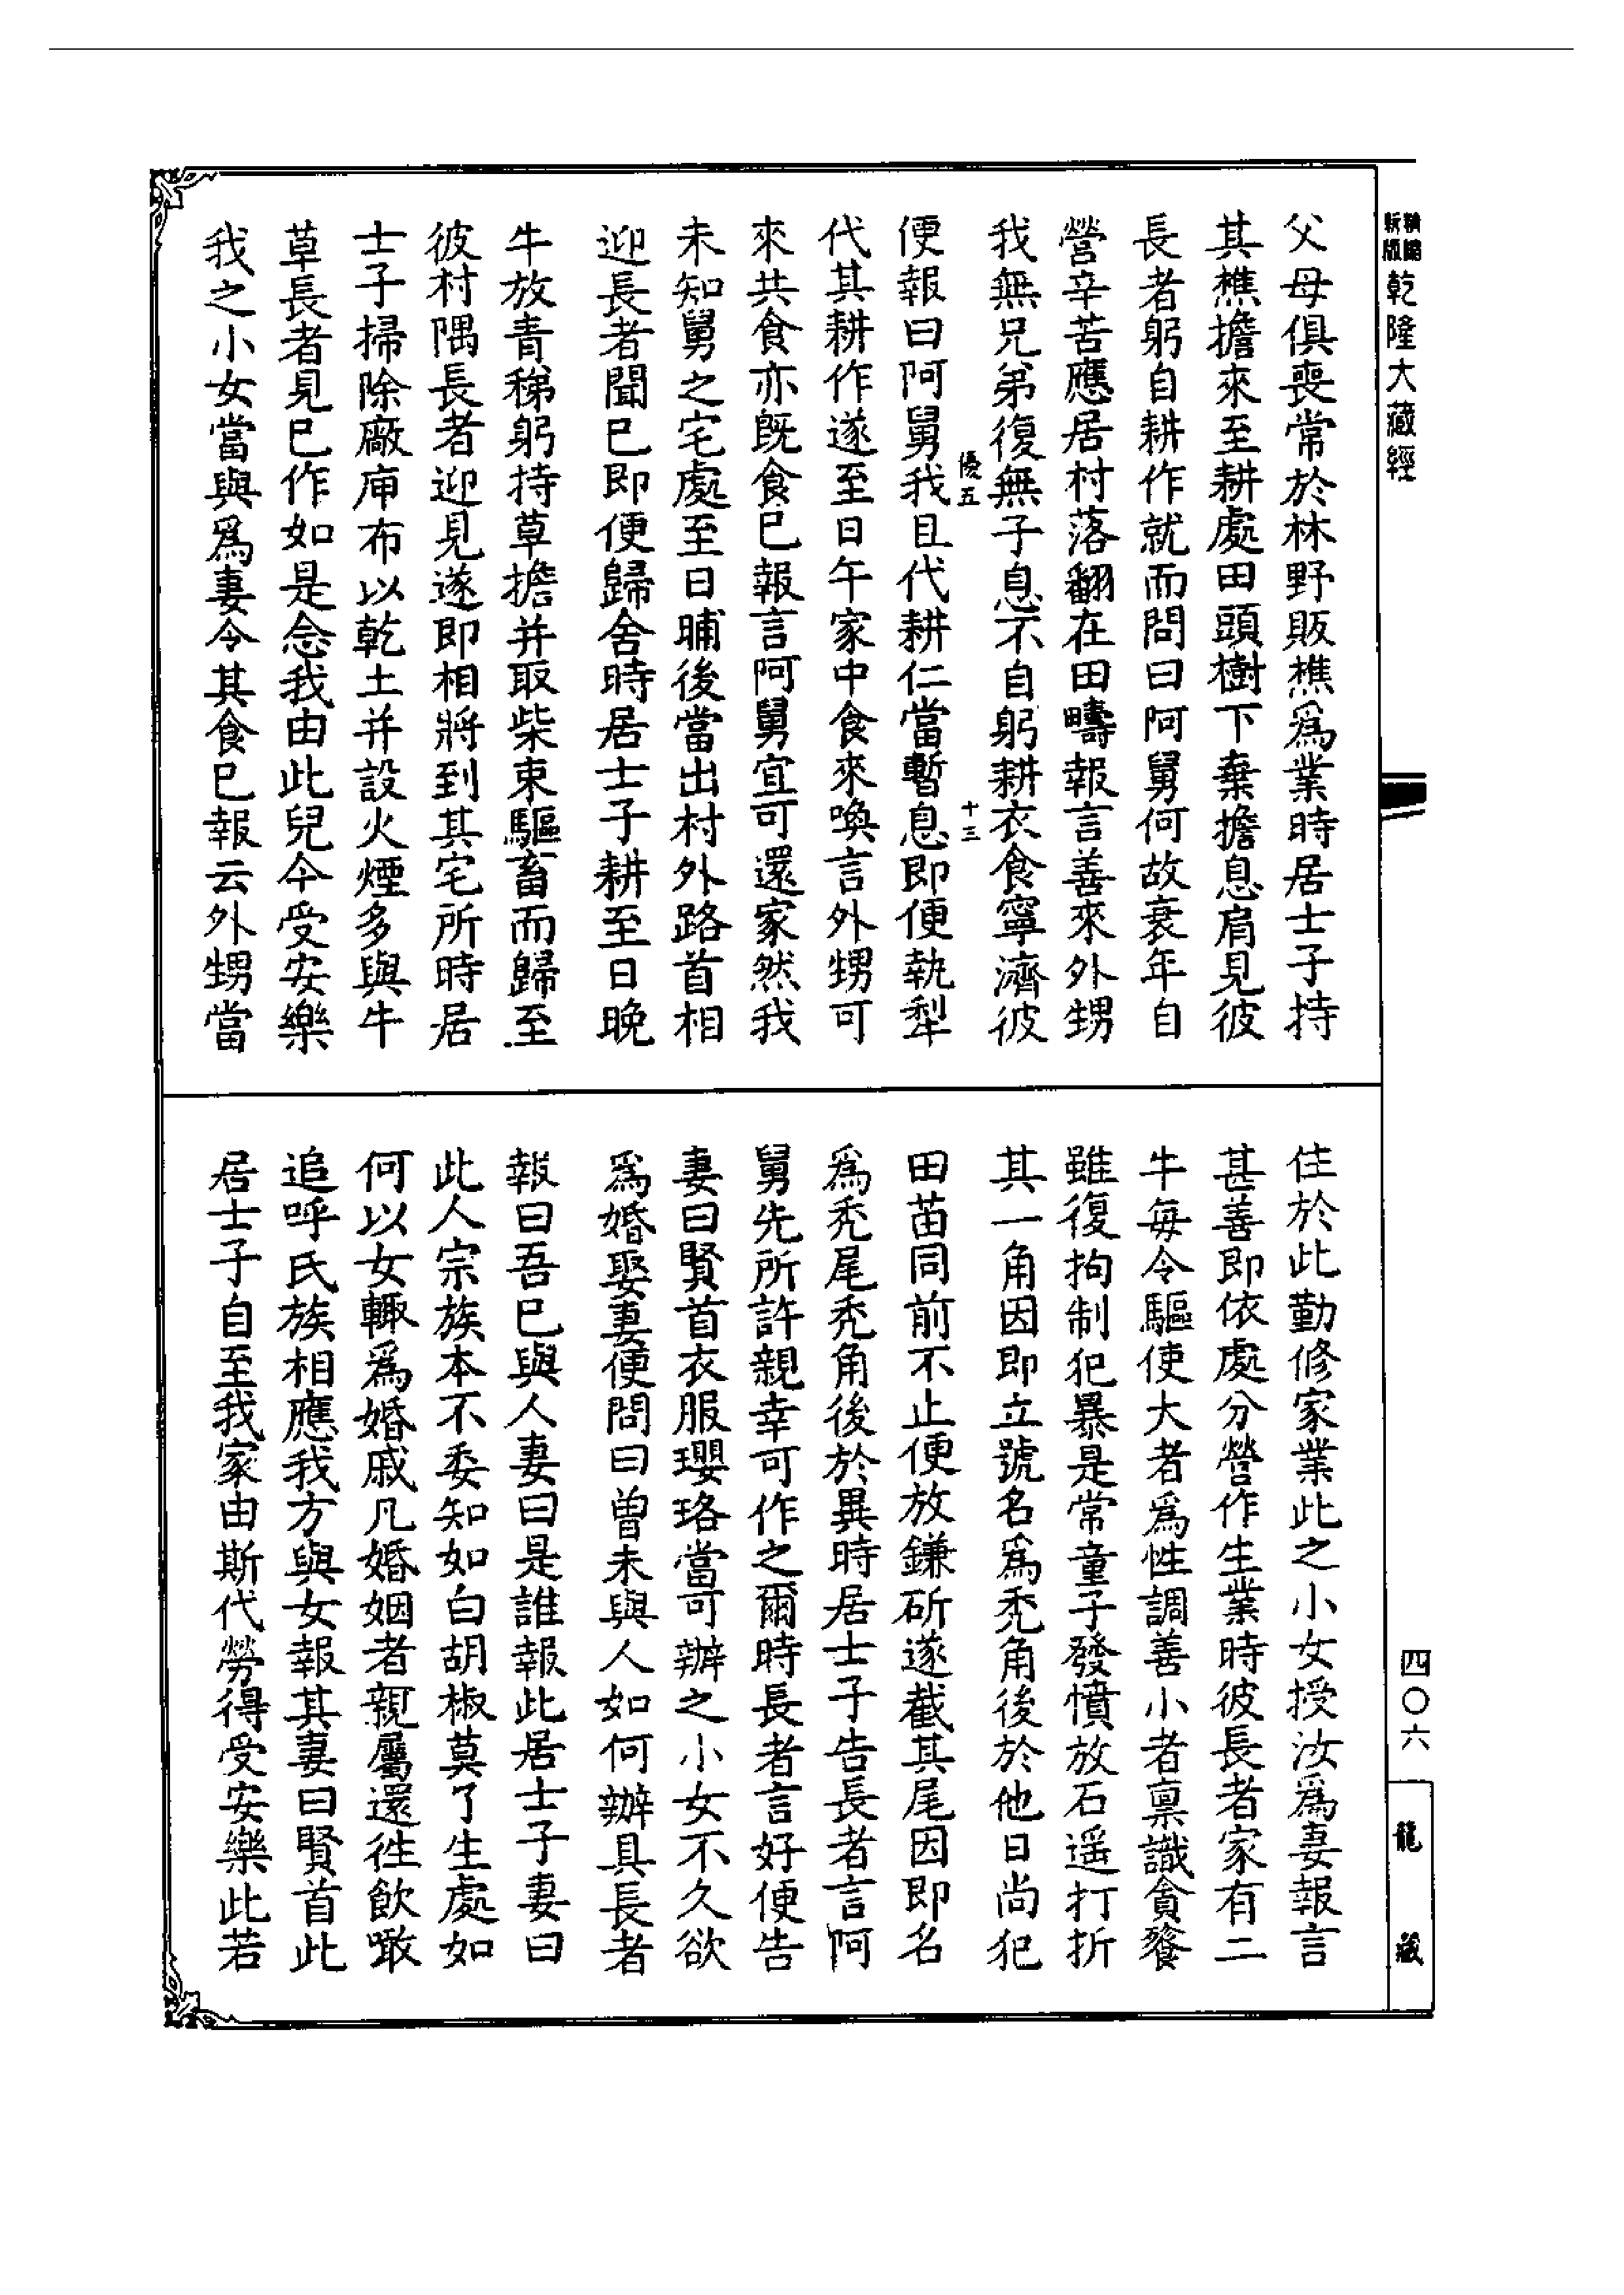 精縮
新版
乾隆大藏經
父母俱喪常於林野販樵爲業時居士子持
其樵擔來至耕處田頭樹下棄擔息肩見彼
長者躬自耕作就而問曰阿舅何故衰年自
營辛苦應居村落翻在田疇報言善來外甥
我無兄弟復無子息不自躬耕衣食寧濟彼
優五
十三
便報曰阿舅我且代耕仁當暫息即便執犁
代其耕作遂至日午家中食來喚言外甥可
來共食亦既食已報言阿舅宜可還家然我
未知舅之宅處至日晡後當出村外路首相
迎長者聞已即便歸舍時居士子耕至日晚
牛放青稊躬持草擔并取柴束驅畜而歸至
彼村隅長者迎見遂即相將到其宅所時居
士子掃除廠庘布以乾土并設火煙多與牛
草長者見已作如是念我由此兒今受安樂
我之小女當與爲妻令其食已報云外甥當
住於此勤修家業此之小女授汝爲妻報言
甚善即依處分營作生業時彼長者家有二
牛每令驅使大者爲性調善小者稟識貪餮
雖復拘制犯暴是常童子發憤放石遥打折
其一角因即立號名爲禿角後於他日尚犯
田苗同前不止便放鎌斫遂截其尾因即名
爲禿尾禿角後於異時居士子告長者言阿
舅先所許親幸可作之爾時長者言好便告
妻曰賢首衣服瓔珞當可辦之小女不久欲
爲婚娶妻便問曰曾未與人如何辦具長者
報曰吾已與人妻曰是誰報此居士子妻曰
此人宗族本不委知如白胡椒莫了生處如
何以女輙爲婚戚凡婚姻者親屬還徃飲噉
追呼氏族相應我方與女報其妻曰賢首此
居士子自至我家由斯代勞得受安樂此若
四〇六
龍藏